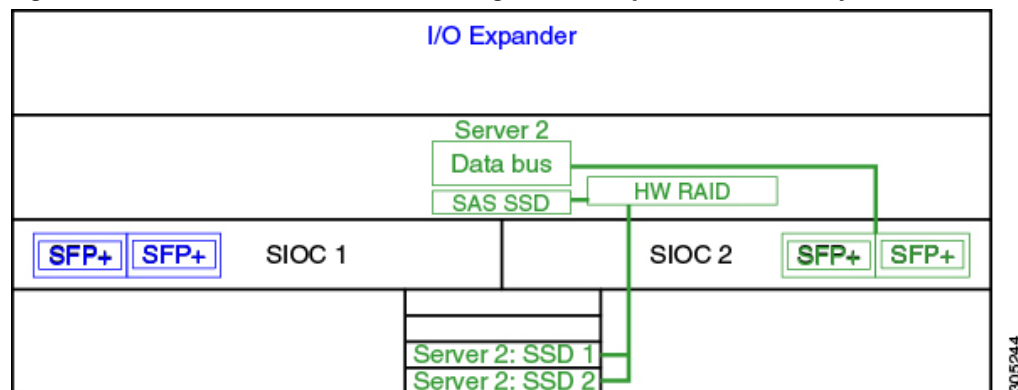 I/O Expander
Server 2
Data bus
HW RAID
SAS SSD
SFP+ SFP+ SIOC 1 SIOC 2 SFP+ SFP+
Server 2: SSD 1
Server 2: SSD 2
305244